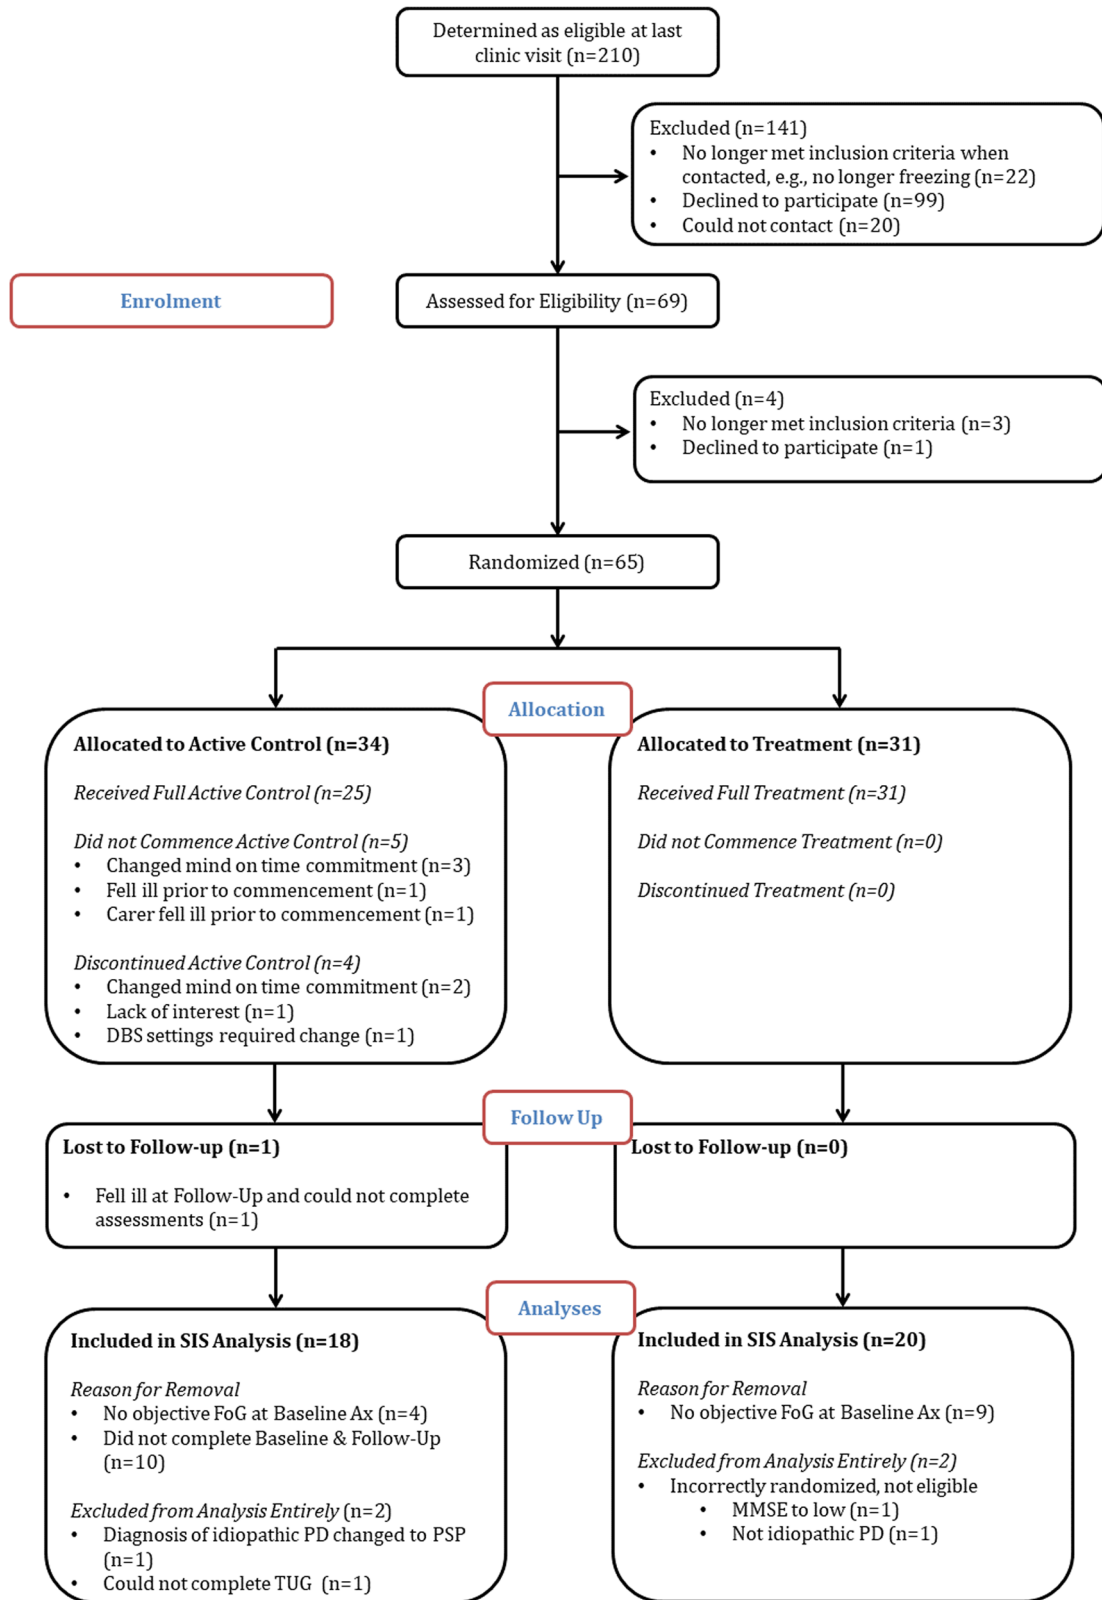 Determined as eligible at last
clinic visit (n=210)
Excluded (n=141)
• No longer met inclusion criteria when
contacted, e.g., no longer freezing (n=22)
• Declined to participate (n=99)
• Could not contact (n=20)
Enrolment
Assessed for Eligibility (n=69)
Excluded (n=4)
• No longer met inclusion criteria (n=3)
• Declined to participate (n=1)
Randomized (n=65)
Allocation
Allocated to Active Control (n=34)
Received Full Active Control (n=25)
Did not Commence Active Control (n=5)
• Changed mind on time commitment (n=3)
• Fell ill prior to commencement (n=1)
• Carer fell ill prior to commencement (n=1)
Discontinued Active Control (n=4)
• Changed mind on time commitment (n=2)
• Lack of interest (n=1)
• DBS settings required change (n=1)
Allocated to Treatment (n=31)
Received Full Treatment (n=31)
Did not Commence Treatment (n=0)
Discontinued Treatment (n=0)
Follow Up
Lost to Follow-up (n=1)
• Fell ill at Follow-Up and could not complete
assessments (n=1)
Lost to Follow-up (n=0)
Analyses
Included in SIS Analysis (n=18)
Reason for Removal
• No objective FoG at Baseline Ax (n=4)
• Did not complete Baseline & Follow-Up
(n=10)
Excluded from Analysis Entirely (n=2)
• Diagnosis of idiopathic PD changed to PSP
(n=1)
• Could not complete TUG (n=1)
Included in SIS Analysis (n=20)
Reason for Removal
• No objective FoG at Baseline Ax (n=9)
Excluded from Analysis Entirely (n=2)
• Incorrectly randomized, not eligible
• MMSE to low (n=1)
• Not idiopathic PD (n=1)